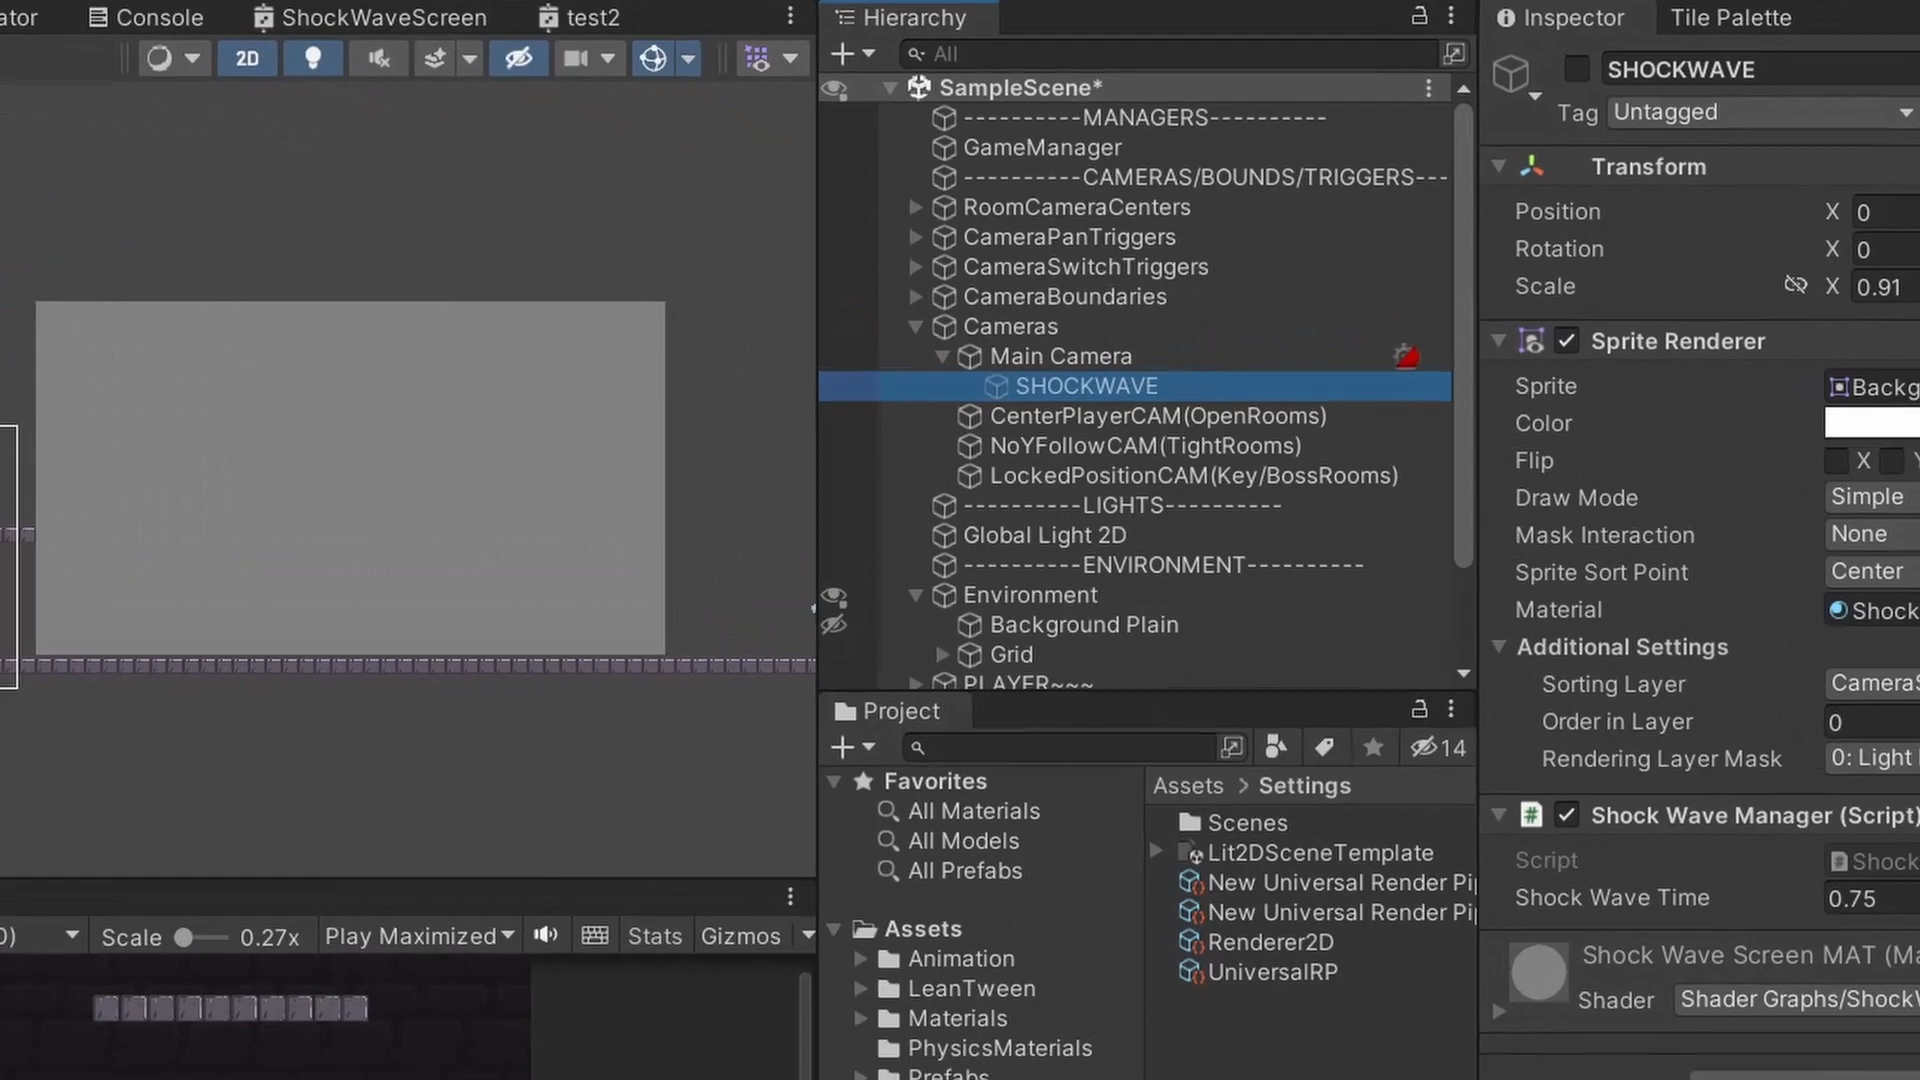 ator
Console
ShockWaveScreen
test2
2D
Scale
0.27x
Play Maximized
Stats
Gizmos
Hierarchy
All
SampleScene*
----------MANAGERS----------
GameManager
----------CAMERAS/BOUNDS/TRIGGERS---
RoomCameraCenters
CameraPanTriggers
CameraSwitchTriggers
CameraBoundaries
Cameras
Main Camera
SHOCKWAVE
CenterPlayerCAM(OpenRooms)
NoYFollowCAM(TightRooms)
LockedPositionCAM(Key/BossRooms)
----------LIGHTS----------
Global Light 2D
----------ENVIRONMENT----------
Environment
Background Plain
Grid
PLAYER~~~
Project
14
Favorites
All Materials
All Models
All Prefabs
Assets
Animation
LeanTween
Materials
PhysicsMaterials
Prefabs
Assets > Settings
Scenes
Lit2DSceneTemplate
New Universal Render Pi
New Universal Render Pi
Renderer2D
UniversalRP
Inspector
Tile Palette
SHOCKWAVE
Tag Untagged
Transform
Position X 0
Rotation X 0
Scale X 0.91
Sprite Renderer
Sprite Backg
Color
Flip X Y
Draw Mode Simple
Mask Interaction None
Sprite Sort Point Center
Material Shock
Additional Settings
Sorting Layer CameraS
Order in Layer 0
Rendering Layer Mask 0: Light
Shock Wave Manager (Script)
Script Shock
Shock Wave Time 0.75
Shock Wave Screen MAT (Ma
Shader Shader Graphs/ShockW